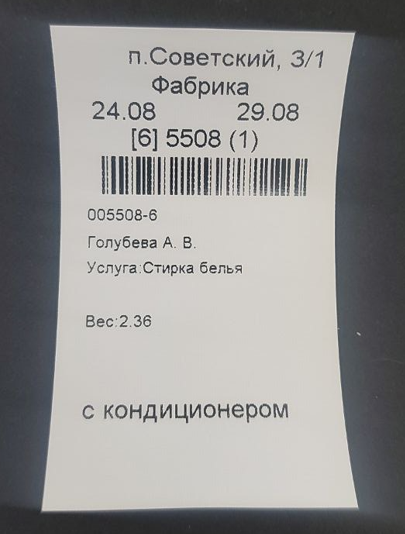 п.Советский, 3/1
Фабрика
24.08 29.08
[6] 5508 (1)
005508-6
Голубева А. В.
Услуга:Стирка белья
Вес:2.36
с кондиционером